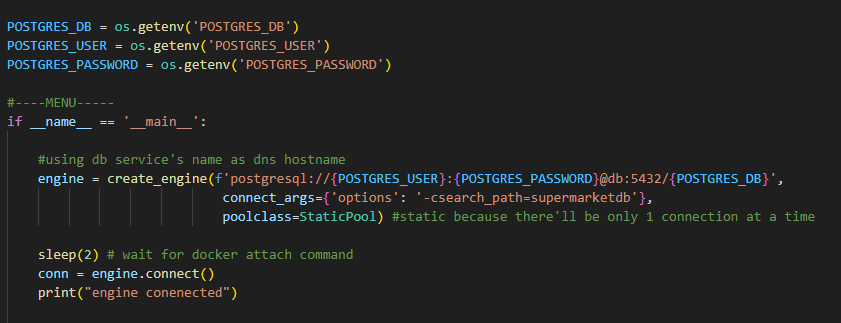 POSTGRES_DB = os.getenv('POSTGRES_DB')
POSTGRES_USER = os.getenv('POSTGRES_USER')
POSTGRES_PASSWORD = os.getenv('POSTGRES_PASSWORD')
#----MENU-----
if __name__ == '__main__':
#using db service's name as dns hostname
engine = create_engine(f'postgresql://{POSTGRES_USER}:{POSTGRES_PASSWORD}@db:5432/{POSTGRES_DB}',
connect_args={'options': '-csearch_path=supermarketdb'},
poolclass=StaticPool) #static because there'll be only 1 connection at a time
sleep(2) # wait for docker attach command
conn = engine.connect()
print("engine conenected")